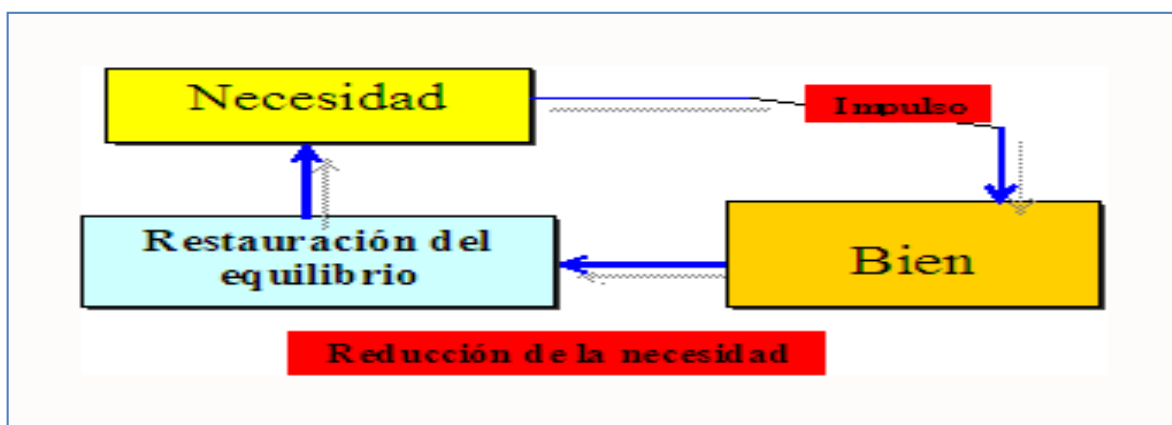 Necesidad
Impulso
Restauración del
equilibrio
Bien
Reducción de la necesidad